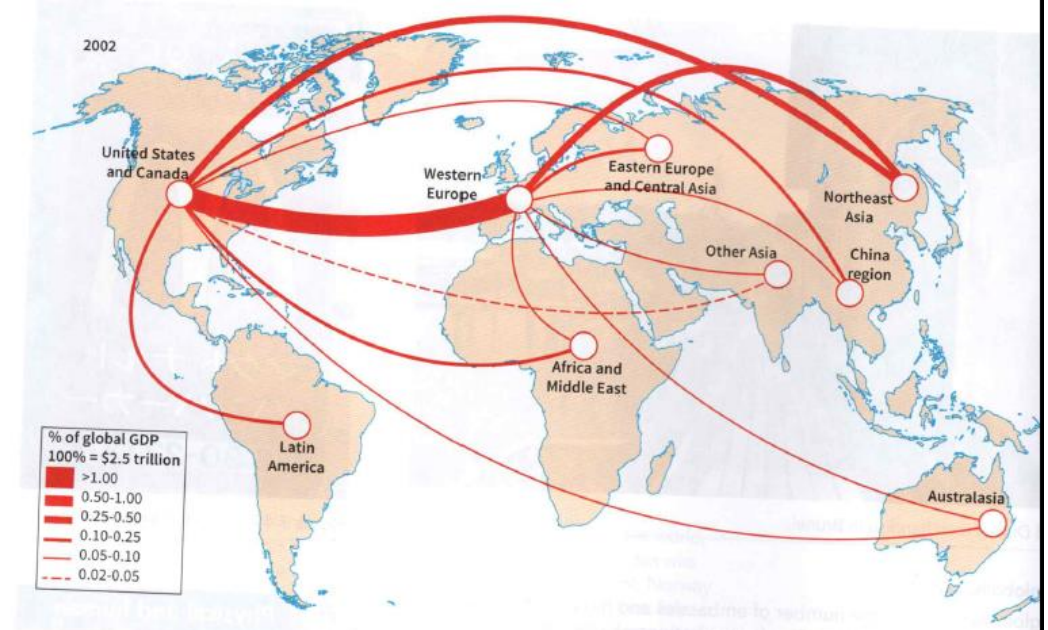 2002
United States
and Canada
Western
Europe
Eastern Europe
and Central Asia
Northeast
Asia
Other Asia
China
region
Africa and
Middle East
Latin
America
Australasia
% of global GDP
100% = $2.5 trillion
>1.00
0.50-1.00
0.25-0.50
0.10-0.25
0.05-0.10
0.02-0.05